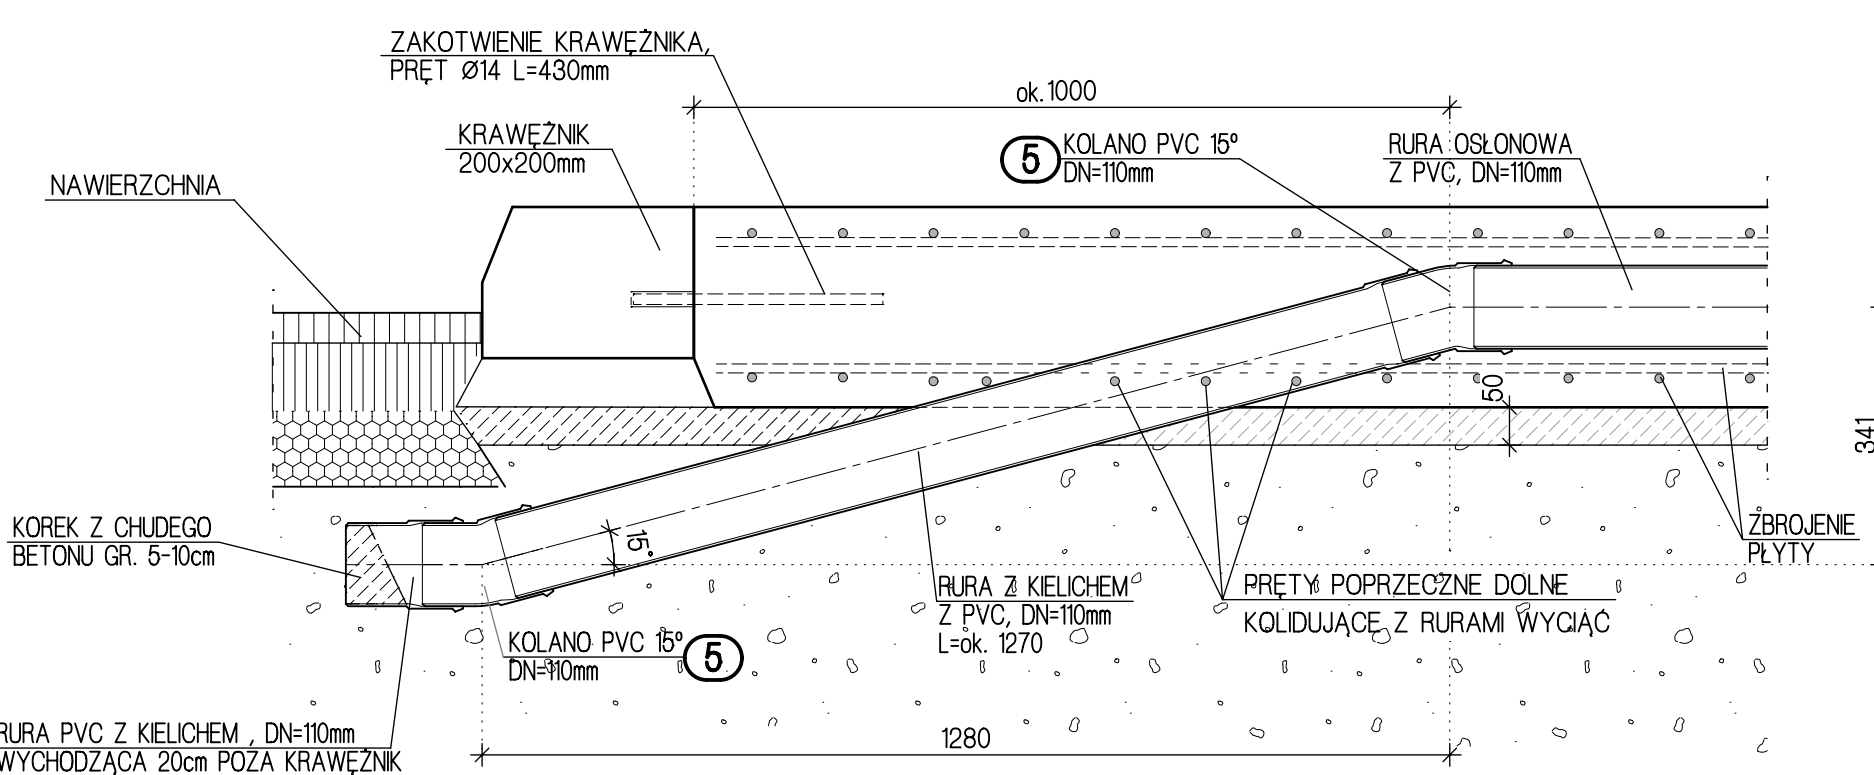 ZAKOTWIENIE KRAWĘŻNIKA,
PRĘT Ø14 L=430mm
ok.1000
KRAWĘŻNIK
200x200mm
5
KOLANO PVC 15°
DN=110mm
RURA OSŁONOWA
Z PVC, DN=110mm
NAWIERZCHNIA
50
341
KOREK Z CHUDEGO
BETONU GR. 5-10cm
15°
ZBROJENIE
PŁYTY
RURA Z KIELICHEM
Z PVC, DN=110mm
L=ok. 1270
PRĘTY POPRZECZNE DOLNE
KOLIDUJĄCE Z RURAMI WYCIĄĆ
KOLANO PVC 15°
DN=110mm
5
RURA PVC Z KIELICHEM , DN=110mm
WYCHODZĄCA 20cm POZA KRAWĘŻNIK
1280